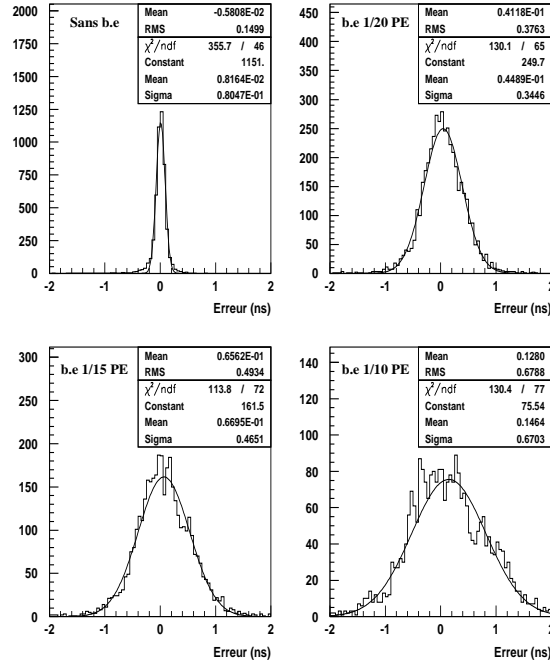 Sans b.e
Mean -0.5808E-02
RMS 0.1499
χ²/ndf 355.7 / 46
Constant 1151.
Mean 0.8164E-02
Sigma 0.8047E-01
2000
1750
1500
1250
1000
750
500
250
0
-2 -1 0 1 2
Erreur (ns)
b.e 1/20 PE
Mean 0.4118E-01
RMS 0.3763
χ²/ndf 130.1 / 65
Constant 249.7
Mean 0.4489E-01
Sigma 0.3446
450
400
350
300
250
200
150
100
50
0
-2 -1 0 1 2
Erreur (ns)
b.e 1/15 PE
Mean 0.6562E-01
RMS 0.4934
χ²/ndf 113.8 / 72
Constant 161.5
Mean 0.6695E-01
Sigma 0.4651
300
250
200
150
100
50
0
-2 -1 0 1 2
Erreur (ns)
b.e 1/10 PE
Mean 0.1280
RMS 0.6788
χ²/ndf 130.4 / 77
Constant 75.54
Mean 0.1464
Sigma 0.6703
140
120
100
80
60
40
20
0
-2 -1 0 1 2
Erreur (ns)